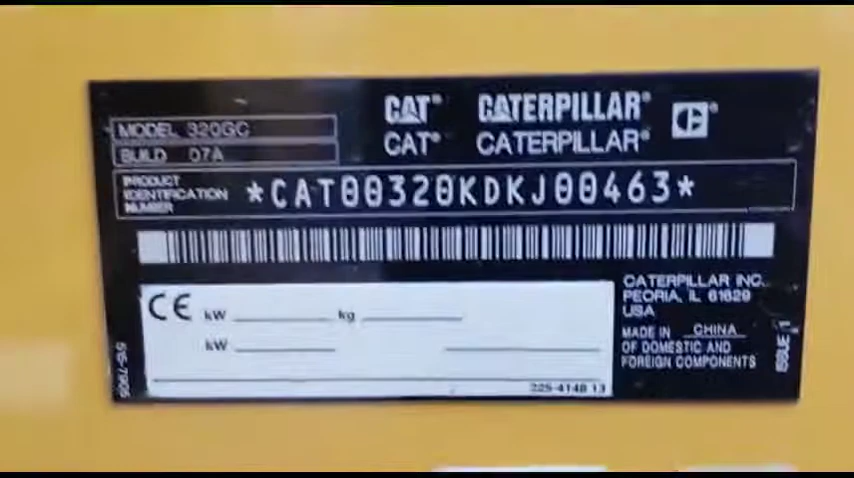 CAT® CATERPILLAR® C®
CAT® CATERPILLAR®
MODEL 320GC
BUILD 07A
PRODUCT
IDENTIFICATION
NUMBER
*CAT00320KDKJ00463*
CE kW kg
kW
225-4148 13
CATERPILLAR INC.
PEORIA, IL 61629
USA
MADE IN CHINA
OF DOMESTIC AND
FOREIGN COMPONENTS
ISSUE 1